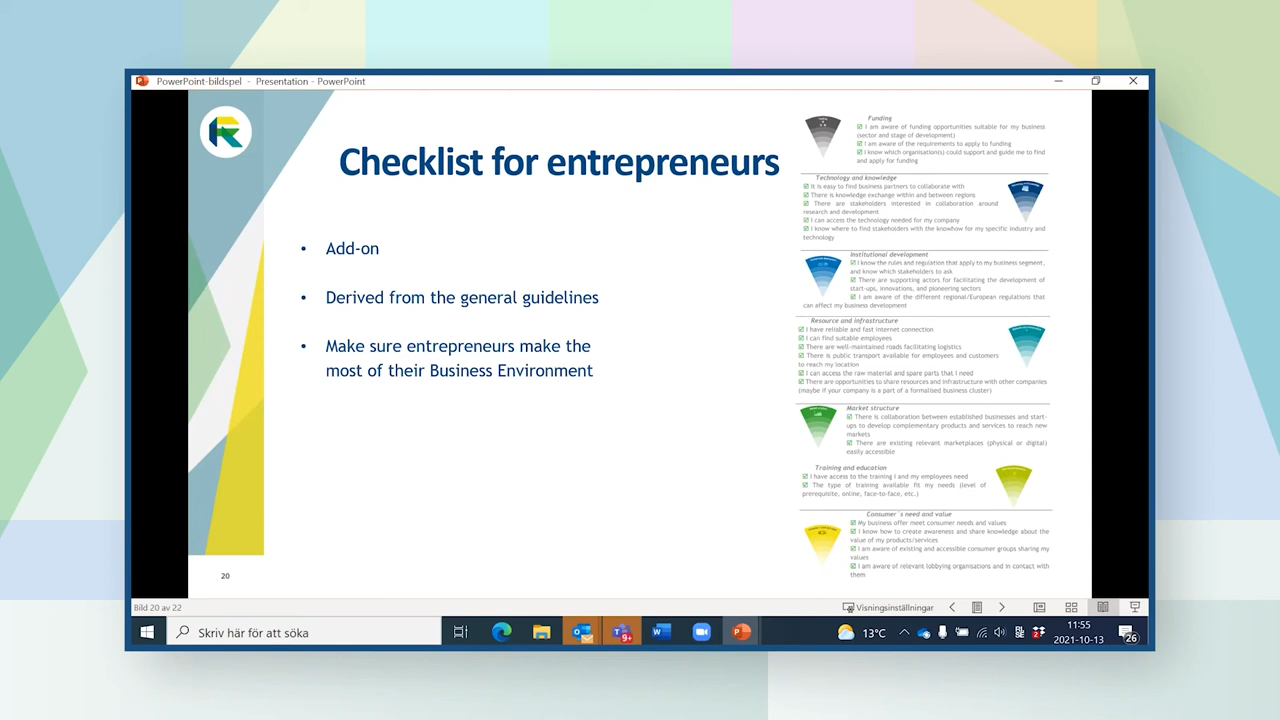 PowerPoint-bildspel - Presentation - PowerPoint
Checklist for entrepreneurs
• Add-on
• Derived from the general guidelines
• Make sure entrepreneurs make the
most of their Business Environment
20
Funding
I am aware of funding opportunities suitable for my business
(sector and stage of development)
I am aware of the requirements to apply to funding
I know which organisation(s) could support and guide me to find
and apply for funding
Technology and knowledge
It is easy to find business partners to collaborate with
There is knowledge exchange within and between regions
There are stakeholders interested in collaboration around
research and development
I can access the technology needed for my company
I know where to find stakeholders with the knowhow for my specific industry and
technology
Institutional development
I know the rules and regulation that apply to my business segment,
and know which stakeholders to ask
There are supporting actors for facilitating the development of
start-ups, innovations, and pioneering sectors
I am aware of the different regional/European regulations that
can affect my business development
Resource and infrastructure
I have reliable and fast internet connection
I can find suitable employees
There are well-maintained roads facilitating logistics
There is public transport available for employees and customers
to reach my location
I can access the raw material and spare parts that I need
There are opportunities to share resources and infrastructure with other companies
(maybe if your company is a part of a formalised business cluster)
Market structure
There is collaboration between established businesses and start-
ups to develop complementary products and services to reach new
markets
There are existing relevant marketplaces (physical or digital)
easily accessible
Training and education
I have access to the training I and my employees need
The type of training available fit my needs (level of
prerequisite, online, face-to-face, etc.)
Consumer´s need and value
My business offer meet consumer needs and values
I know how to create awareness and share knowledge about the
value of my products/services
I am aware of existing and accessible consumer groups sharing my
values
I am aware of relevant lobbying organisations and in contact with
them
Bild 20 av 22
Visningsinställningar
Skriv här för att söka
9+
13°C
2
11:55
2021-10-13
26